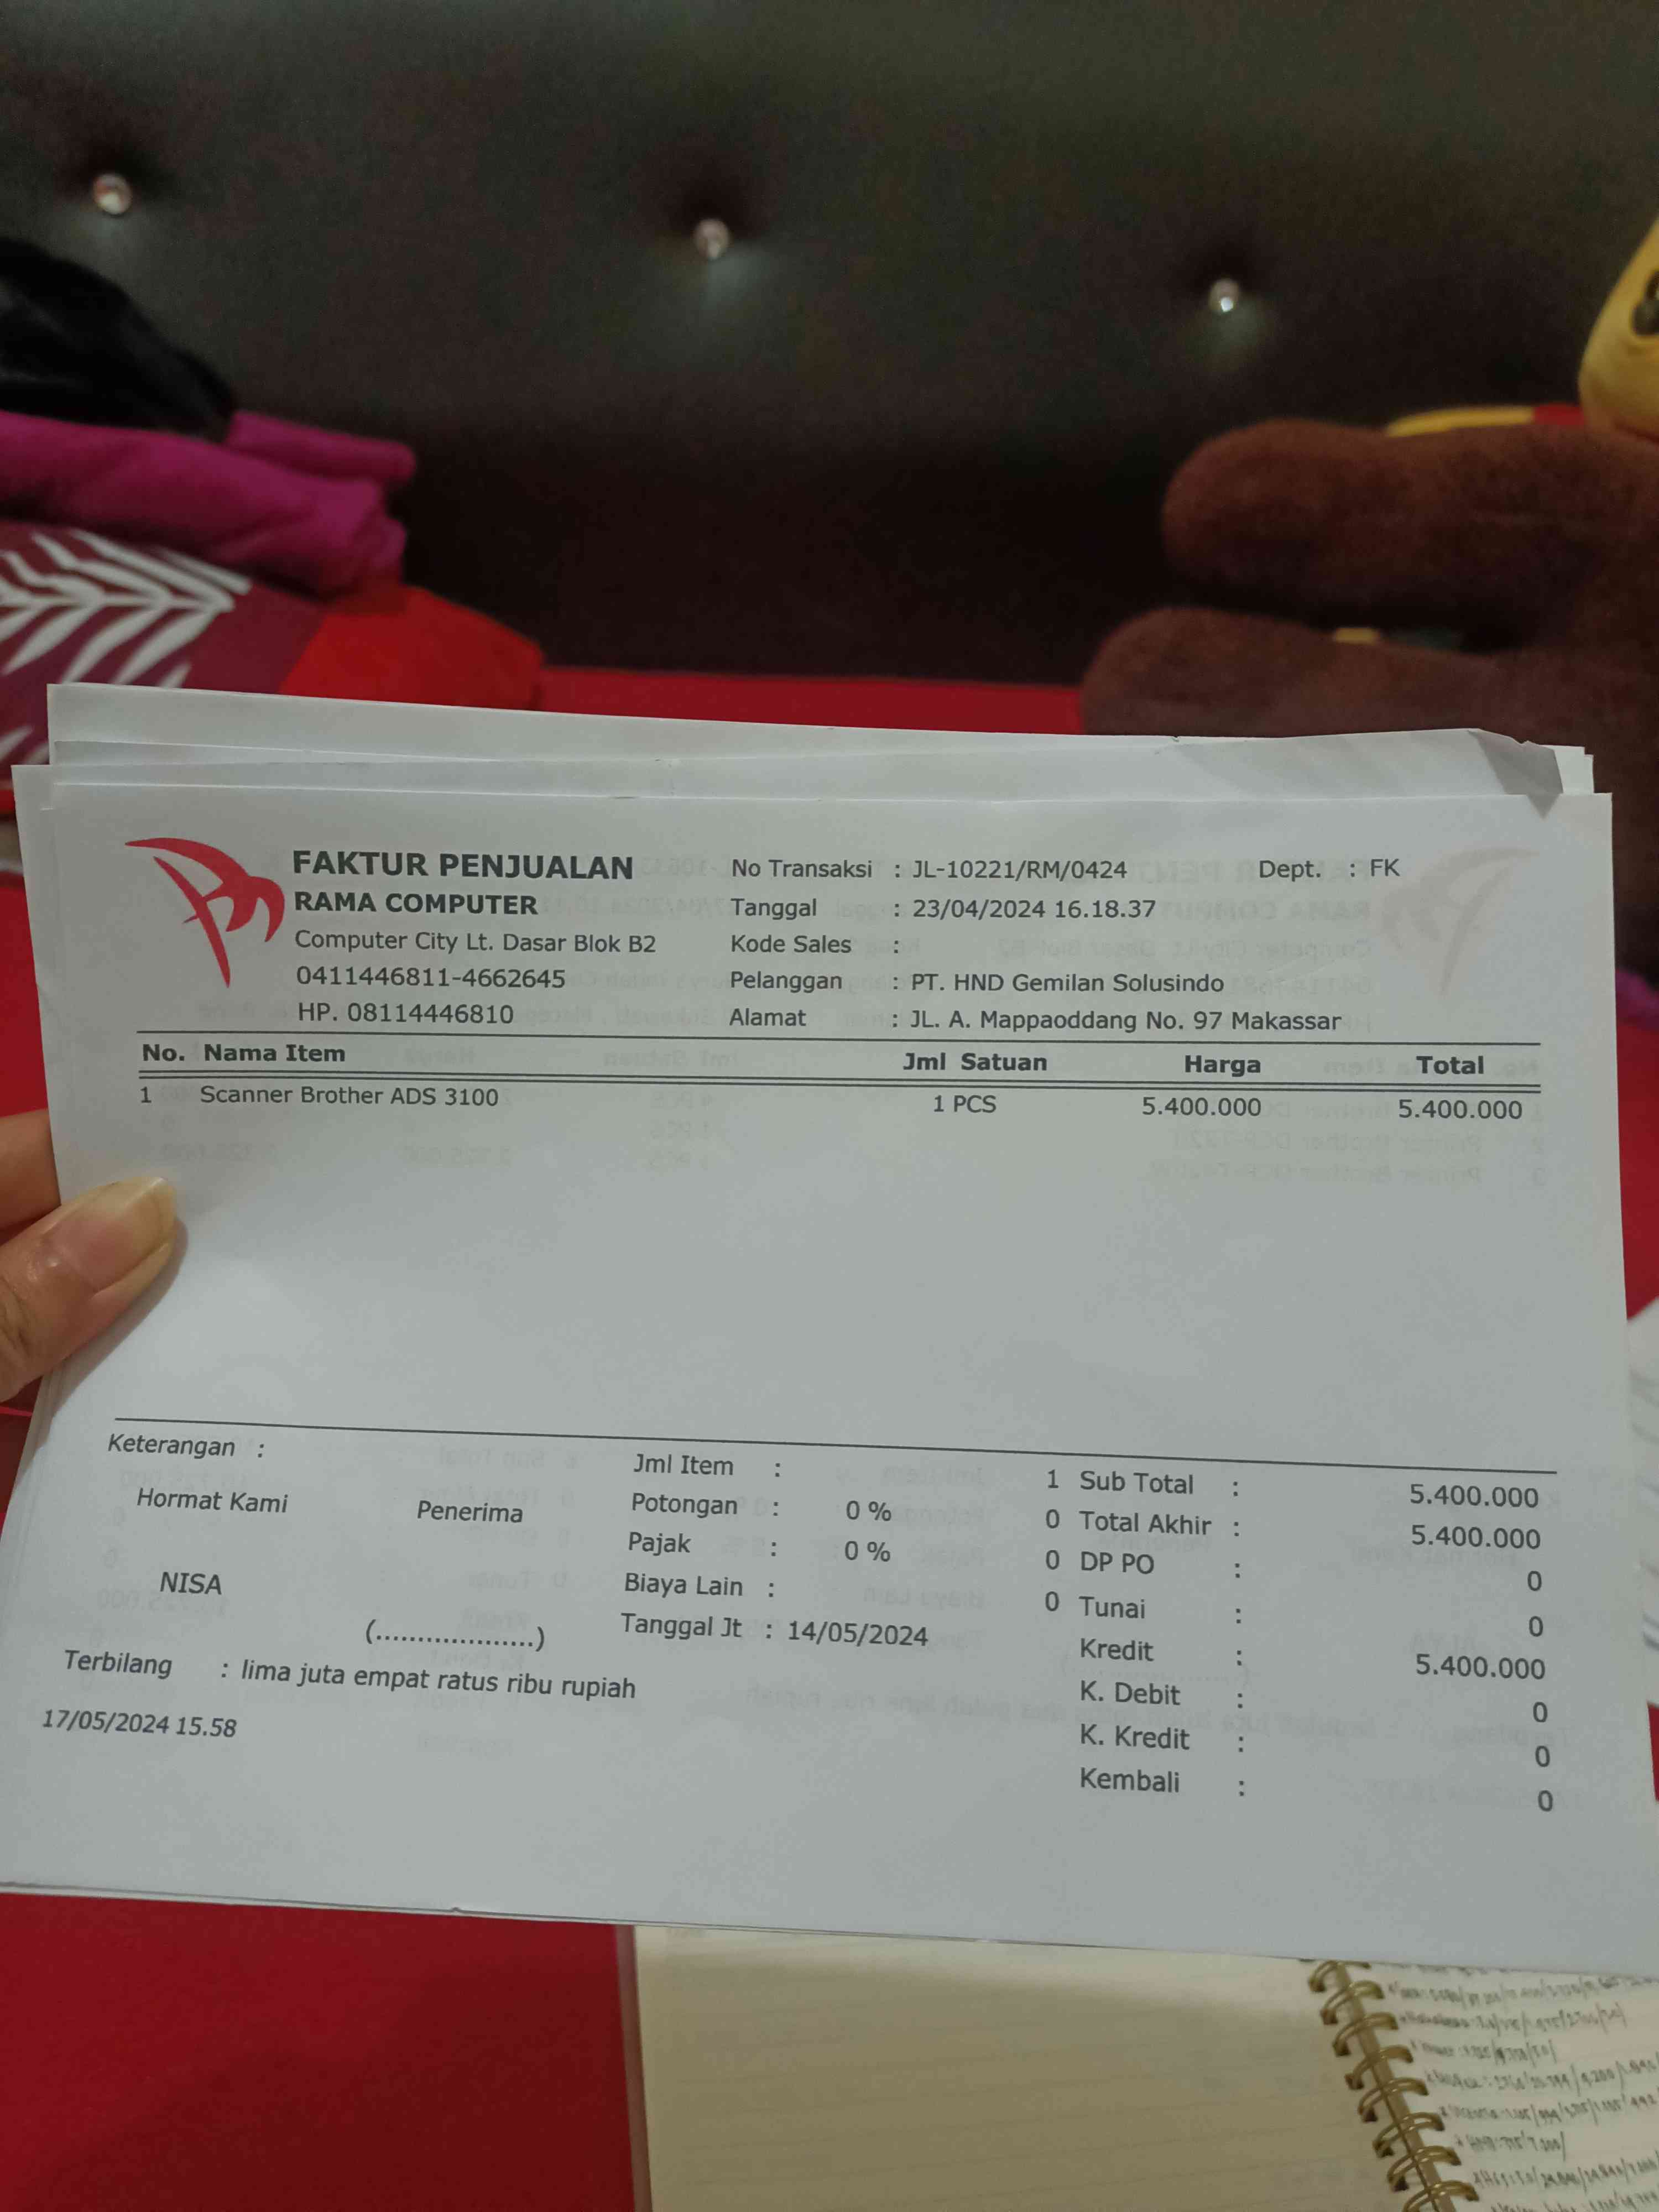 FAKTUR PENJUALAN
RAMA COMPUTER
Computer City Lt. Dasar Blok B2
0411446811-4662645
HP. 08114446810
No Transaksi : JL-10221/RM/0424 Dept. : FK
Tanggal : 23/04/2024 16.18.37
Kode Sales :
Pelanggan : PT. HND Gemilan Solusindo
Alamat : JL. A. Mappaoddang No. 97 Makassar
No. Nama Item Jml Satuan Harga Total
1 Scanner Brother ADS 3100 1 PCS 5.400.000 5.400.000
Keterangan :
Hormat Kami Penerima
NISA
(...................)
Jml Item : 1
Potongan : 0 % 0
Pajak : 0 % 0
Biaya Lain : 0
Tanggal Jt : 14/05/2024
Sub Total : 5.400.000
Total Akhir : 5.400.000
DP PO : 0
Tunai : 0
Kredit : 5.400.000
K. Debit : 0
K. Kredit : 0
Kembali : 0
Terbilang : lima juta empat ratus ribu rupiah
17/05/2024 15.58